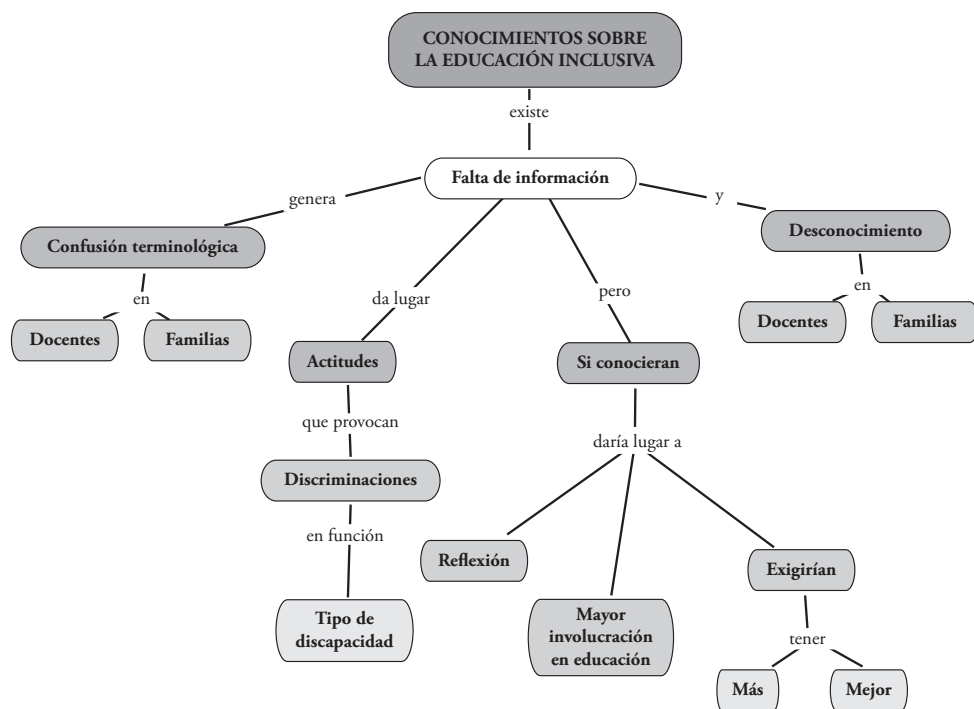 CONOCIMIENTOS SOBRE
LA EDUCACIÓN INCLUSIVA
existe
Falta de información
genera
y
Confusión terminológica
Desconocimiento
en
en
da lugar
pero
Docentes
Familias
Docentes
Familias
Actitudes
Si conocieran
que provocan
daría lugar a
Discriminaciones
en función
Reflexión
Exigirían
Tipo de
discapacidad
Mayor
involucración
en educación
tener
Más
Mejor